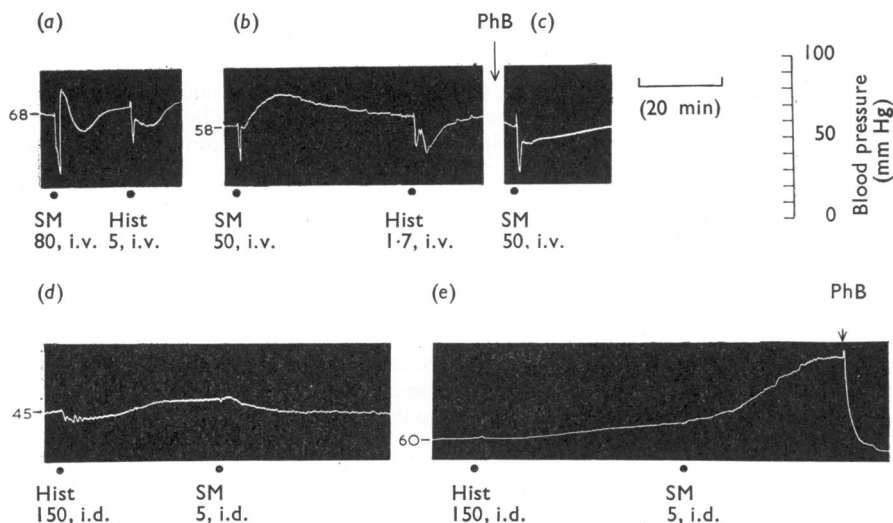 (a)
(b)
PhB
(c)
68
58
(20 min)
100
50
0
Blood pressure
(mm Hg)
SM
80, i.v.
Hist
5, i.v.
SM
50, i.v.
Hist
1·7, i.v.
SM
50, i.v.
(d)
(e)
PhB
45
60
Hist
150, i.d.
SM
5, i.d.
Hist
150, i.d.
SM
5, i.d.